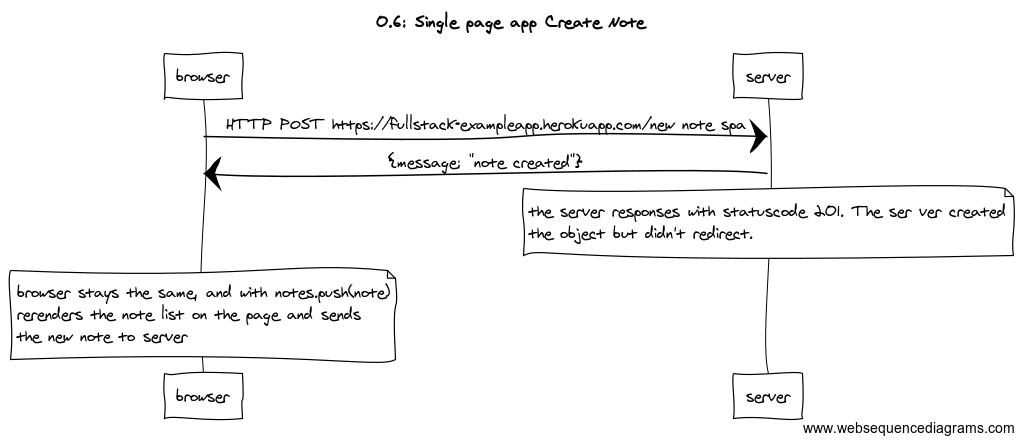 0.6: Single page app Create Note
browser
server
HTTP POST https://fullstack-exampleapp.herokuapp.com/new note spa
{message: "note created"}
the server responses with statuscode 201. The ser ver created
the object but didn't redirect.
browser stays the same, and with notes.push(note)
rerenders the note list on the page and sends
the new note to server
browser
server
www.websequencediagrams.com